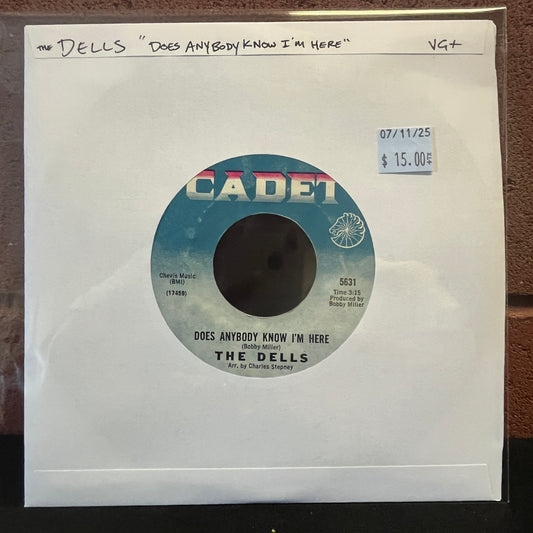 THE DELLS "DOES ANYBODY KNOW I'M HERE" VG+
07/11/25
$ 15.00
CADET
Chevis Music
(BMI)
(17459)
5631
Time 3:15
Produced by
Bobby Miller
DOES ANYBODY KNOW I'M HERE
(Bobby Miller)
THE DELLS
Arr. by Charles Stepney